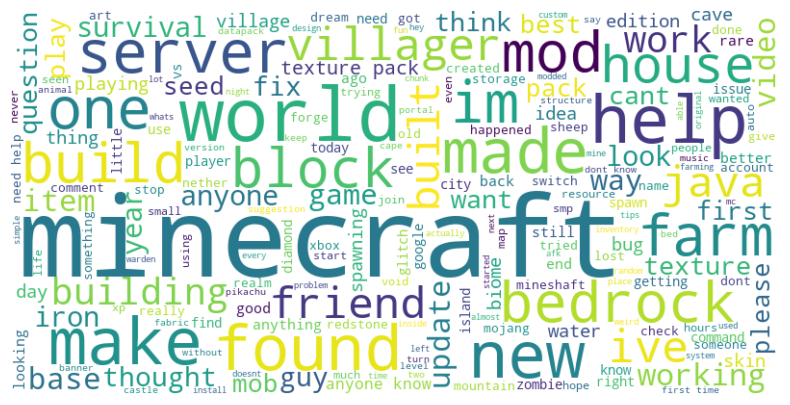 art
dream
need
got
custom
say
survival
village
hey
datapack
fun
think
best
edition
cave
question
play
server
villager
mod
design
lot
work
done
rare
house
video
seen
playing
vs
texture pack
created
storage
modded
animal
seed
fix
ago
trying
chunk
pack
cant
issue
wanted
auto
never
one
world
im
night
portal
even
whats
structure
help
able
original
thing
use
forge
old
cape
happened
idea
sheep
give
need help
build
little
version
today
keep
block
built
made
look
dont know
people
better
player
mine
music
farming
way
name
account
item
comment
stop
nether
anyone
game
see
city
back
switch
resource
spawn
java
year
small
suggestion
join
want
smp
tips
mc
first
simple
minecraft
something
life
using
warden
every
xbox
start
diamond
spawning
glitch
void
google
actually
map
next
still
tried
bed
inventory
bug
farm
day
building
xp
really
realm
pikachu
problem
good
friend
island
started
afk
end
lost
random
place
mineshaft
getting
dont
texture
please
looking
iron
fabric
find
anything
redstone
inside
update
biome
almost
mojang
bedrock
weird
water
check
hours
used
command
without
make
base
banner
thought
castle
install
found
mob
guy
doesnt
much
time
left
turn
level
two
anyone know
new
mountain
zombie
hope
ive
know
right
someone
system
skin
working
first time